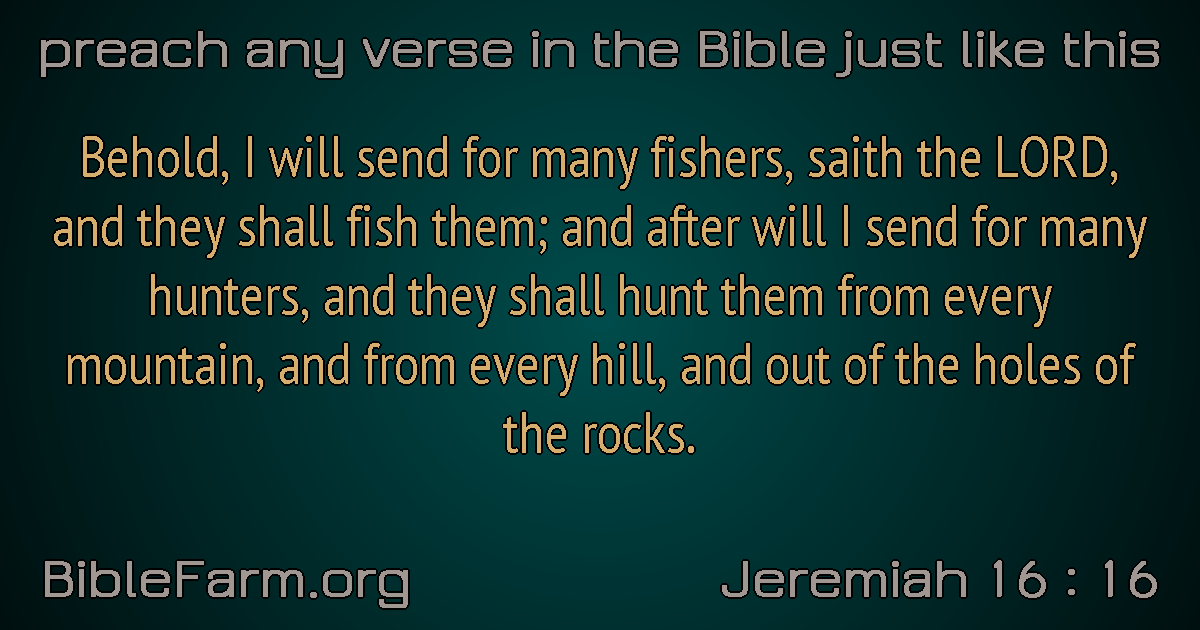 preach any verse in the Bible just like this
Behold, I will send for many fishers, saith the LORD,
and they shall fish them; and after will I send for many
hunters, and they shall hunt them from every
mountain, and from every hill, and out of the holes of
the rocks.
BibleFarm.org
Jeremiah 16 : 16